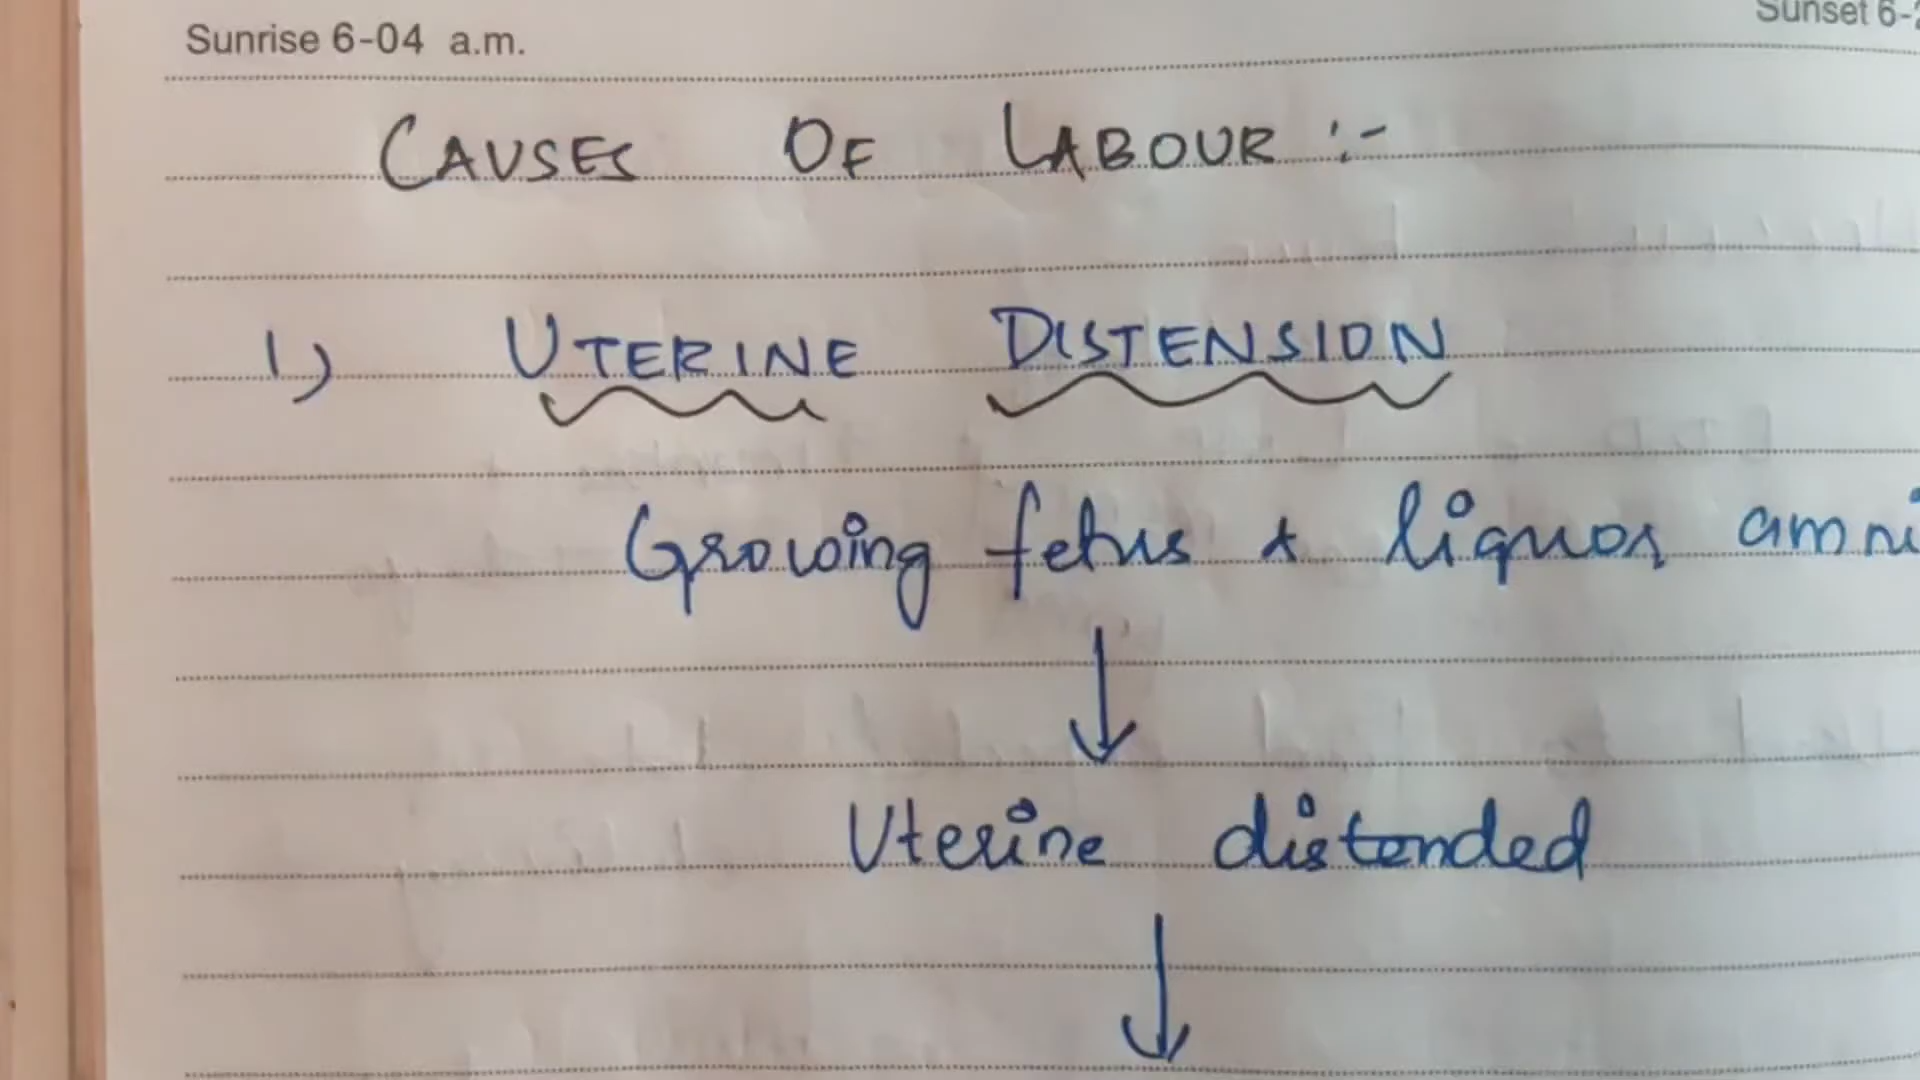 Sunrise 6-04 a.m.
Sunset 6-
CAUSES OF LABOUR :-
1) UTERINE DISTENSION
Growing fetus & liquor amni
Uterine distended